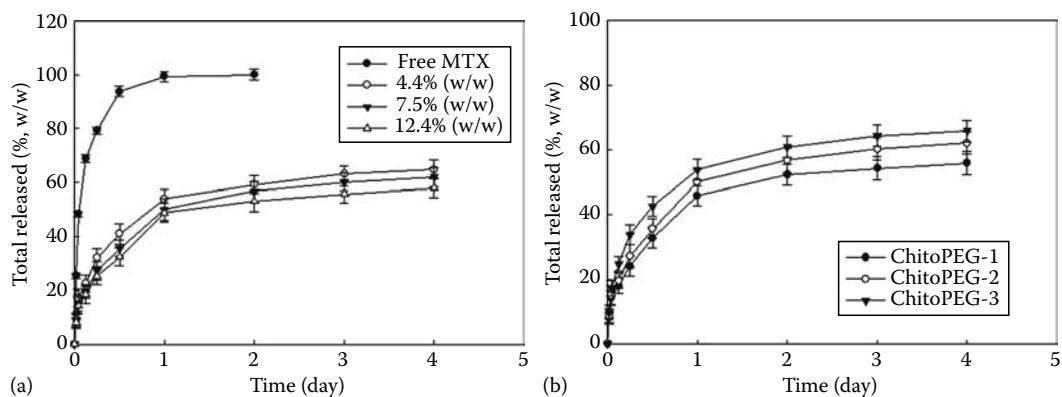 120
100
80
60
40
20
0
Total released (%, w/w)
Free MTX
4.4% (w/w)
7.5% (w/w)
12.4% (w/w)
0 1 2 3 4 5
Time (day)
(a)
100
80
60
40
20
0
Total released (%, w/w)
ChitoPEG-1
ChitoPEG-2
ChitoPEG-3
0 1 2 3 4 5
Time (day)
(b)